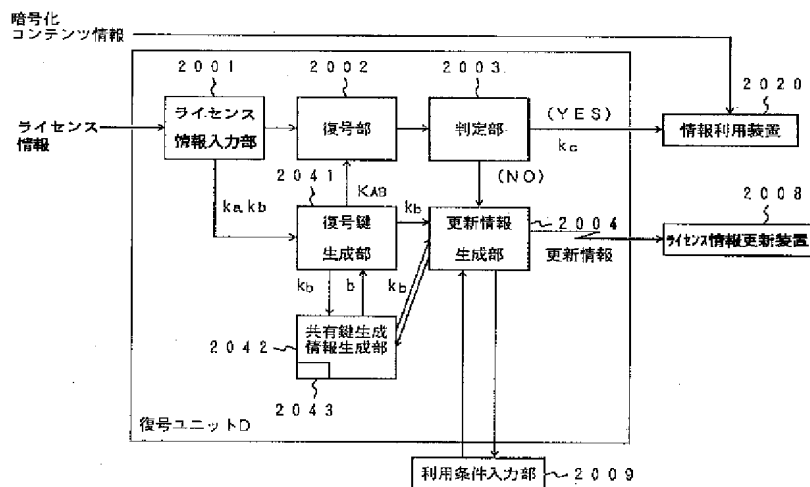 暗号化
コンテンツ情報
2001
2002
2003
2020
ライセンス
情報
ライセンス
情報入力部
復号部
判定部
(YES)
kc
情報利用装置
2041
KAB
(NO)
2008
ka,kb
復号鍵
生成部
kb
更新情報
生成部
2004
更新情報
ライセンス情報更新装置
kb
b
kb
2042
共有鍵生成
情報生成部
2043
復号ユニットD
利用条件入力部
2009